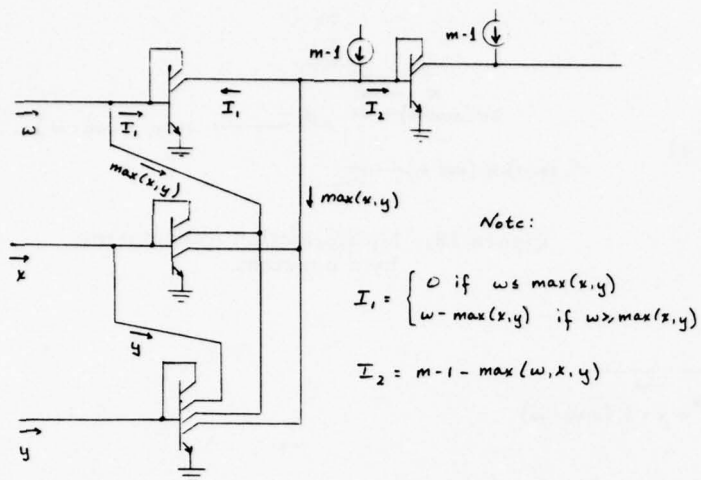 m-1
m-1
I₁
I₂
w
I₁
max(x,y)
max(x,y)
x
y
y
Note:
I₁ = { 0 if w≤ max(x,y)
w-max(x,y) if w≥max(x,y)
I₂ = m-1-max(w,x,y)